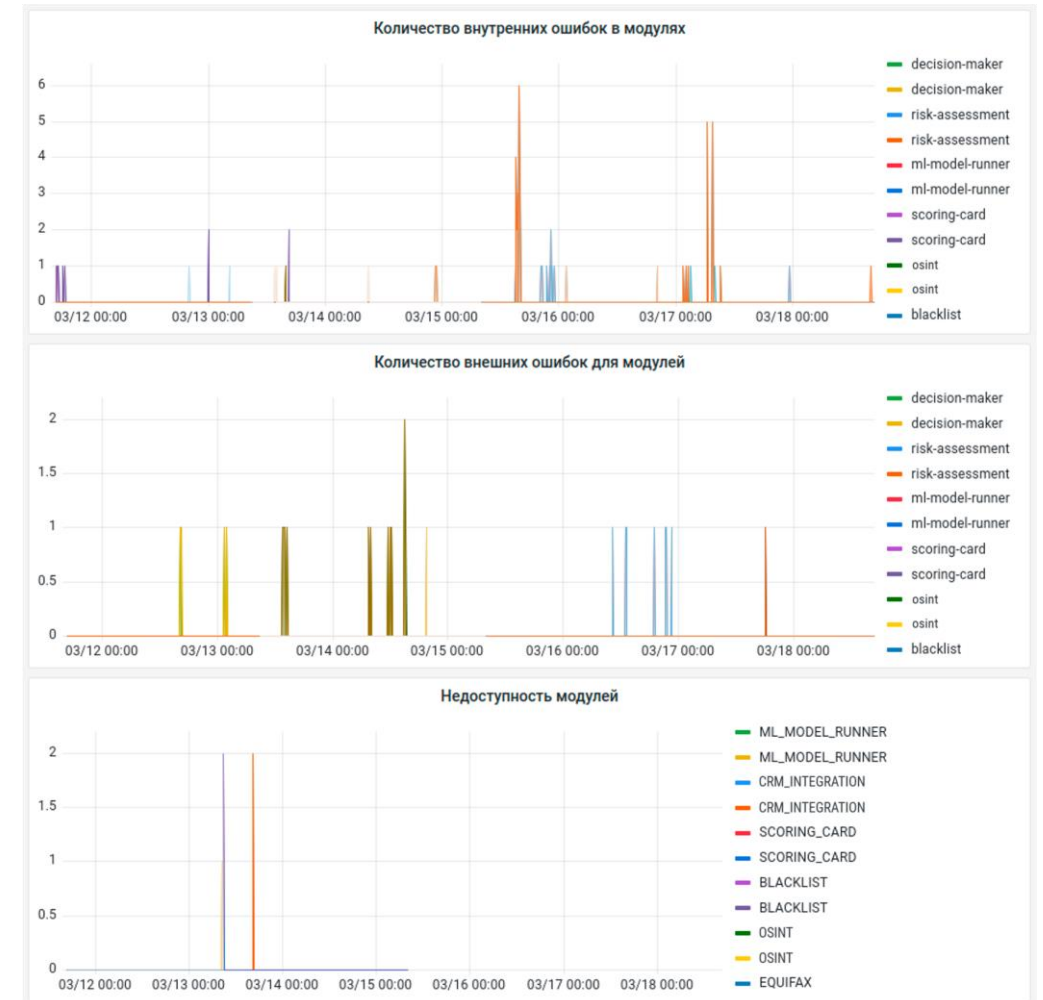 Количество внутренних ошибок в модулях
6
5
4
3
2
1
0
03/12 00:00 03/13 00:00 03/14 00:00 03/15 00:00 03/16 00:00 03/17 00:00 03/18 00:00
decision-maker
decision-maker
risk-assessment
risk-assessment
ml-model-runner
ml-model-runner
scoring-card
scoring-card
osint
osint
blacklist
Количество внешних ошибок для модулей
2
1.5
1
0.5
0
03/12 00:00 03/13 00:00 03/14 00:00 03/15 00:00 03/16 00:00 03/17 00:00 03/18 00:00
decision-maker
decision-maker
risk-assessment
risk-assessment
ml-model-runner
ml-model-runner
scoring-card
scoring-card
osint
osint
blacklist
Недоступность модулей
2
1.5
1
0.5
0
03/12 00:00 03/13 00:00 03/14 00:00 03/15 00:00 03/16 00:00 03/17 00:00 03/18 00:00
ML_MODEL_RUNNER
ML_MODEL_RUNNER
CRM_INTEGRATION
CRM_INTEGRATION
SCORING_CARD
SCORING_CARD
BLACKLIST
BLACKLIST
OSINT
OSINT
EQUIFAX